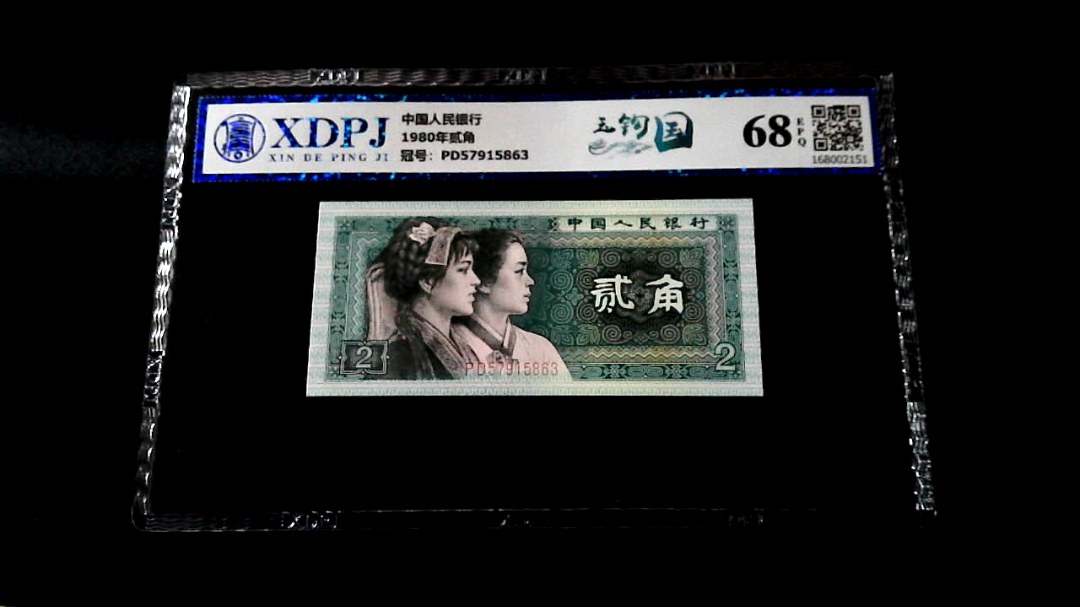 XDPJ
XIN DE PING JI
中国人民银行
1980年贰角
冠号：PD57915863
玉钩国
68
EPQ
168002151
中国人民银行
贰角
2
2
PD57915863